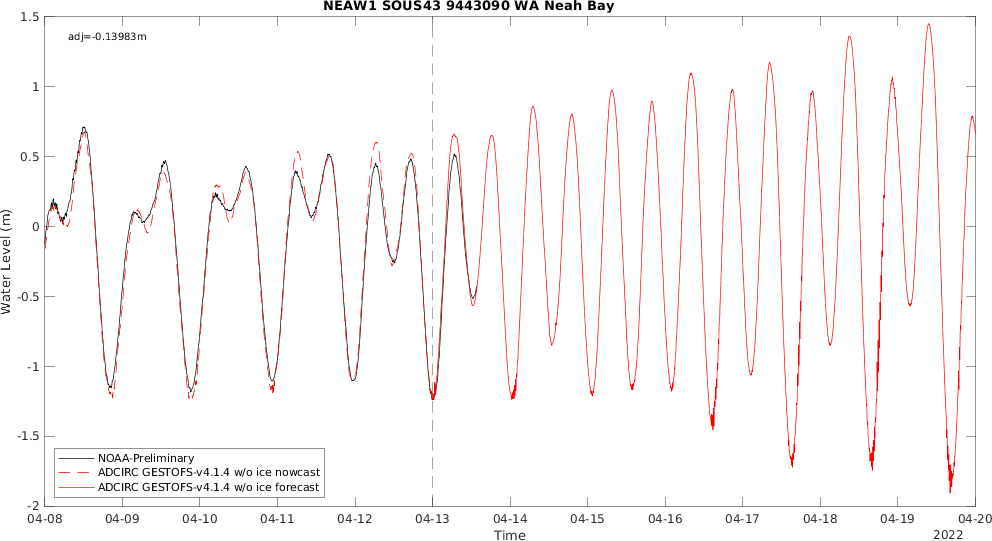 NEAW1 SOUS43 9443090 WA Neah Bay
adj=-0.13983m
Water Level (m)
1.5
1
0.5
0
-0.5
-1
-1.5
-2
NOAA-Preliminary
ADCIRC GESTOFS-v4.1.4 w/o ice nowcast
ADCIRC GESTOFS-v4.1.4 w/o ice forecast
04-08 04-09 04-10 04-11 04-12 04-13 04-14 04-15 04-16 04-17 04-18 04-19 04-20
Time
2022